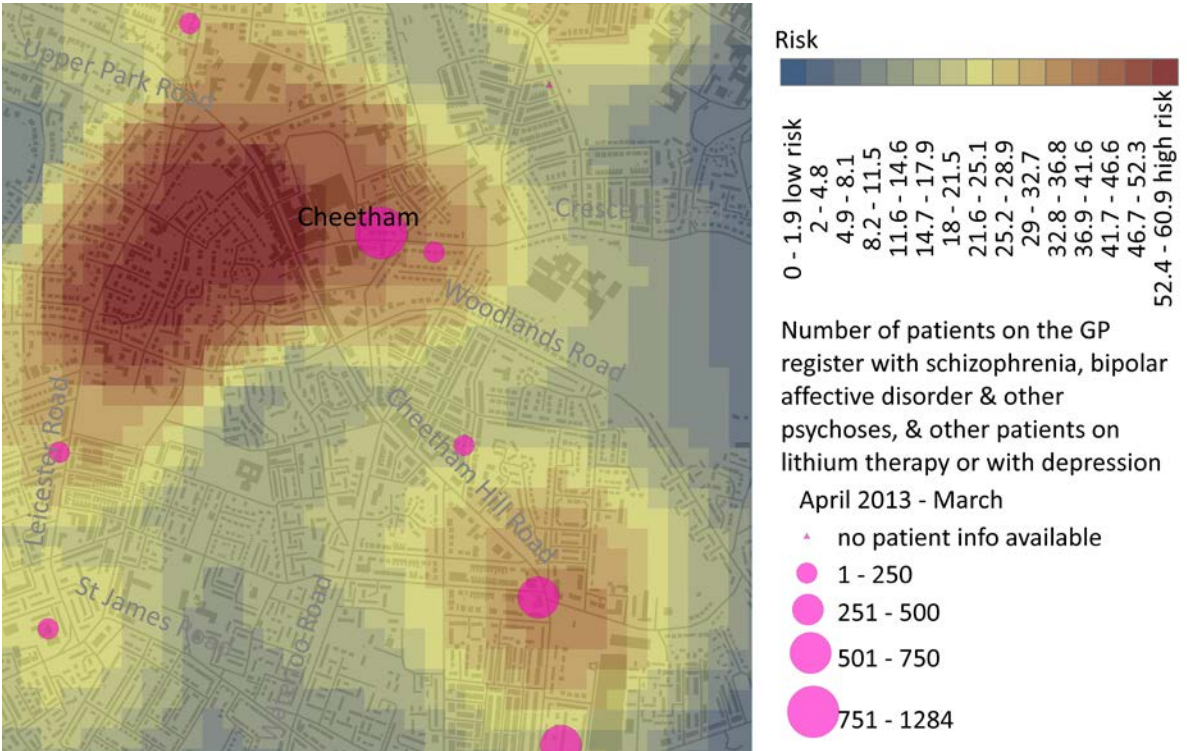 Upper Park Road
Cheetham
Woodlands Road
Leicester Road
Cheetham Hill Road
St James Road
Risk
0 - 1.9 low risk
2 - 4.8
4.9 - 8.1
8.2 - 11.5
11.6 - 14.6
14.7 - 17.9
18 - 21.5
21.6 - 25.1
25.2 - 28.9
29 - 32.7
32.8 - 36.8
36.9 - 41.6
41.7 - 46.6
46.7 - 52.3
52.4 - 60.9 high risk
Number of patients on the GP
register with schizophrenia, bipolar
affective disorder & other
psychoses, & other patients on
lithium therapy or with depression
April 2013 - March
no patient info available
1 - 250
251 - 500
501 - 750
751 - 1284